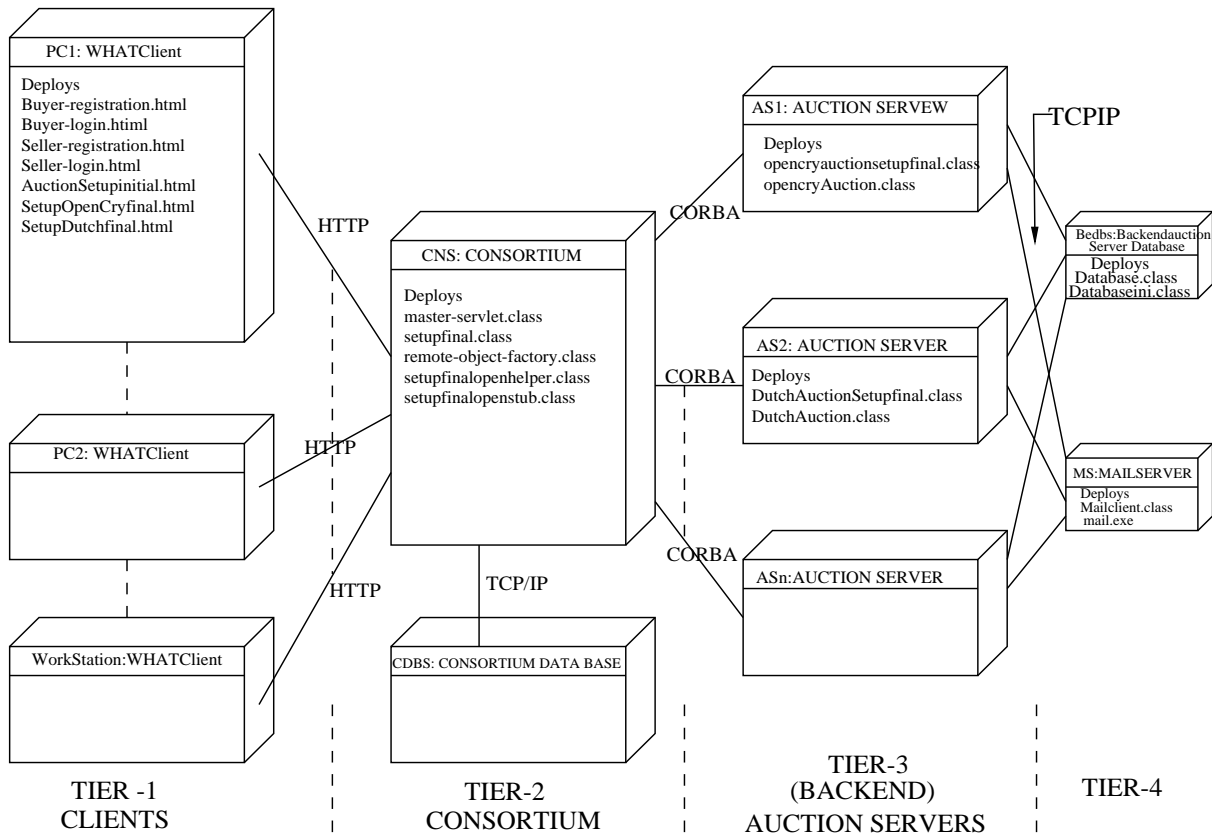 PC1: WHATClient
Deploys
Buyer-registration.html
Buyer-login.htiml
Seller-registration.html
Seller-login.html
AuctionSetupinitial.html
SetupOpenCryfinal.html
SetupDutchfinal.html
PC2: WHATClient
WorkStation:WHATClient
HTTP
HTTP
HTTP
CNS: CONSORTIUM
Deploys
master-servlet.class
setupfinal.class
remote-object-factory.class
setupfinalopenhelper.class
setupfinalopenstub.class
TCP/IP
CDBS: CONSORTIUM DATA BASE
CORBA
CORBA
CORBA
AS1: AUCTION SERVEW
Deploys
opencryauctionsetupfinal.class
opencryAuction.class
AS2: AUCTION SERVER
Deploys
DutchAuctionSetupfinal.class
DutchAuction.class
ASn:AUCTION SERVER
TCPIP
Bedbs:Backendauction
Server Database
Deploys
Database.class
Databaseini.class
MS:MAILSERVER
Deploys
Mailclient.class
mail.exe
TIER -1
CLIENTS
TIER-2
CONSORTIUM
TIER-3
(BACKEND)
AUCTION SERVERS
TIER-4